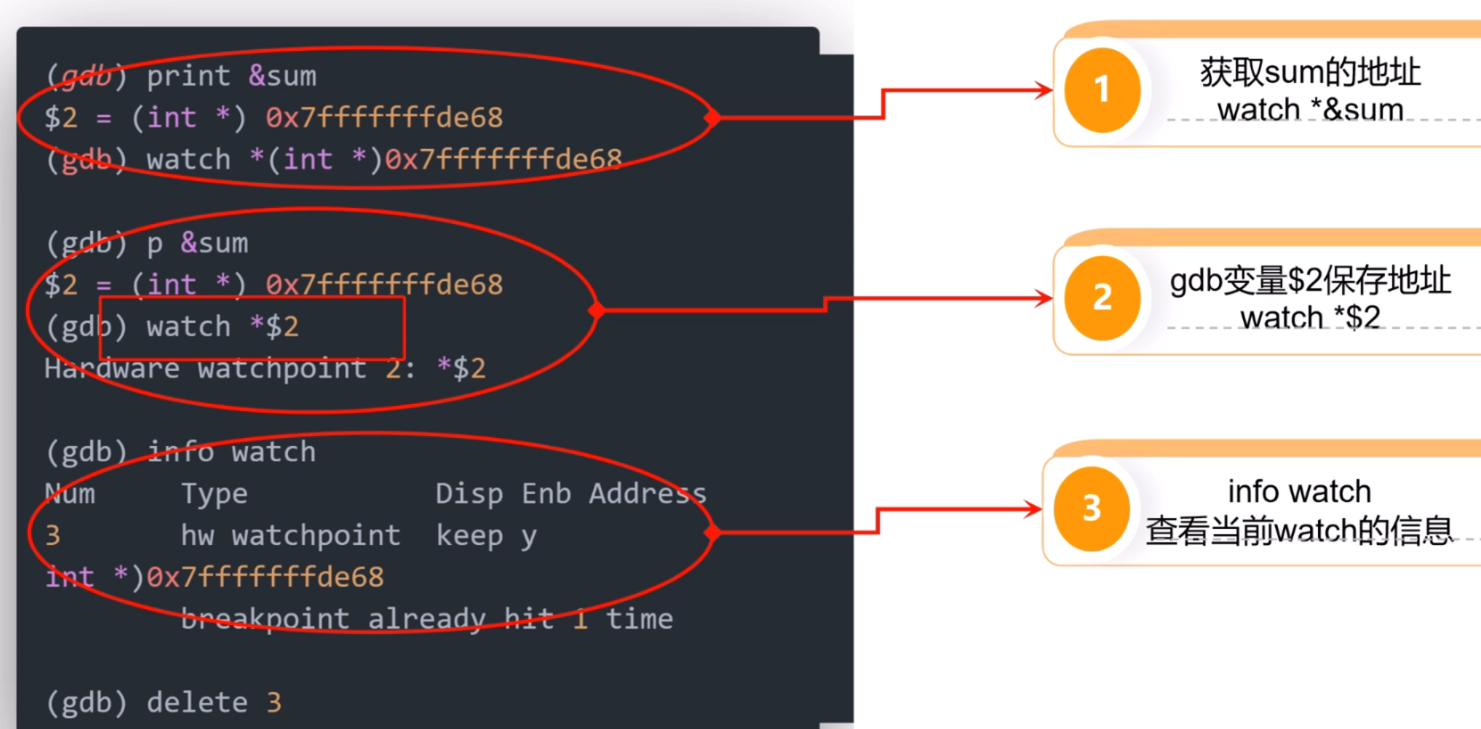 (gdb) print &sum
$2 = (int *) 0x7fffffffde68
(gdb) watch *(int *)0x7fffffffde68
(gdb) p &sum
$2 = (int *) 0x7fffffffde68
(gdb) watch *$2
Hardware watchpoint 2: *$2
(gdb) info watch
Num Type Disp Enb Address
3 hw watchpoint keep y
int *)0x7fffffffde68
breakpoint already hit 1 time
(gdb) delete 3
1
获取sum的地址
watch *&sum
2
gdb变量$2保存地址
watch *$2
3
info watch
查看当前watch的信息